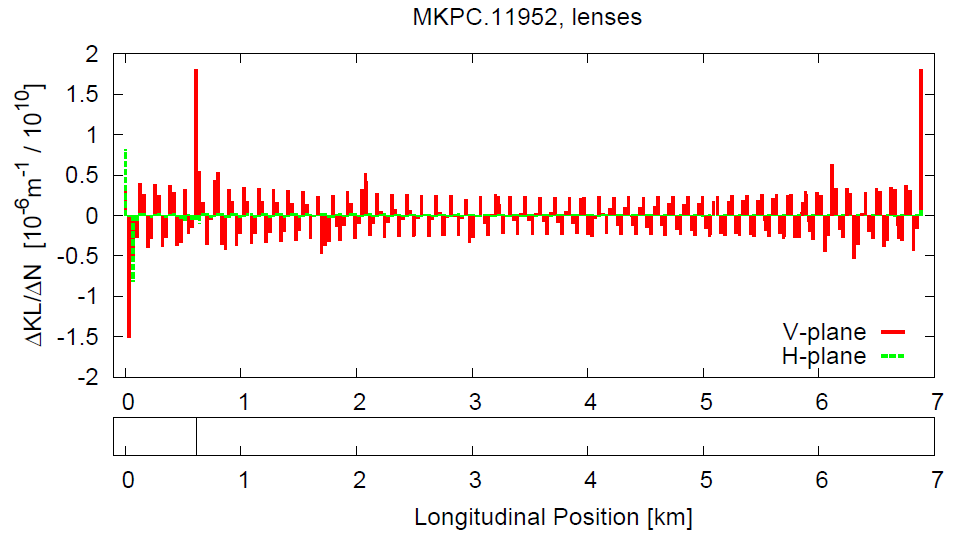 MKPC.11952, lenses
2
1.5
1
0.5
0
-0.5
-1
-1.5
-2
ΔKL/ΔN [10⁻⁶m⁻¹ / 10¹⁰]
V-plane
H-plane
0 1 2 3 4 5 6 7
0 1 2 3 4 5 6 7
Longitudinal Position [km]